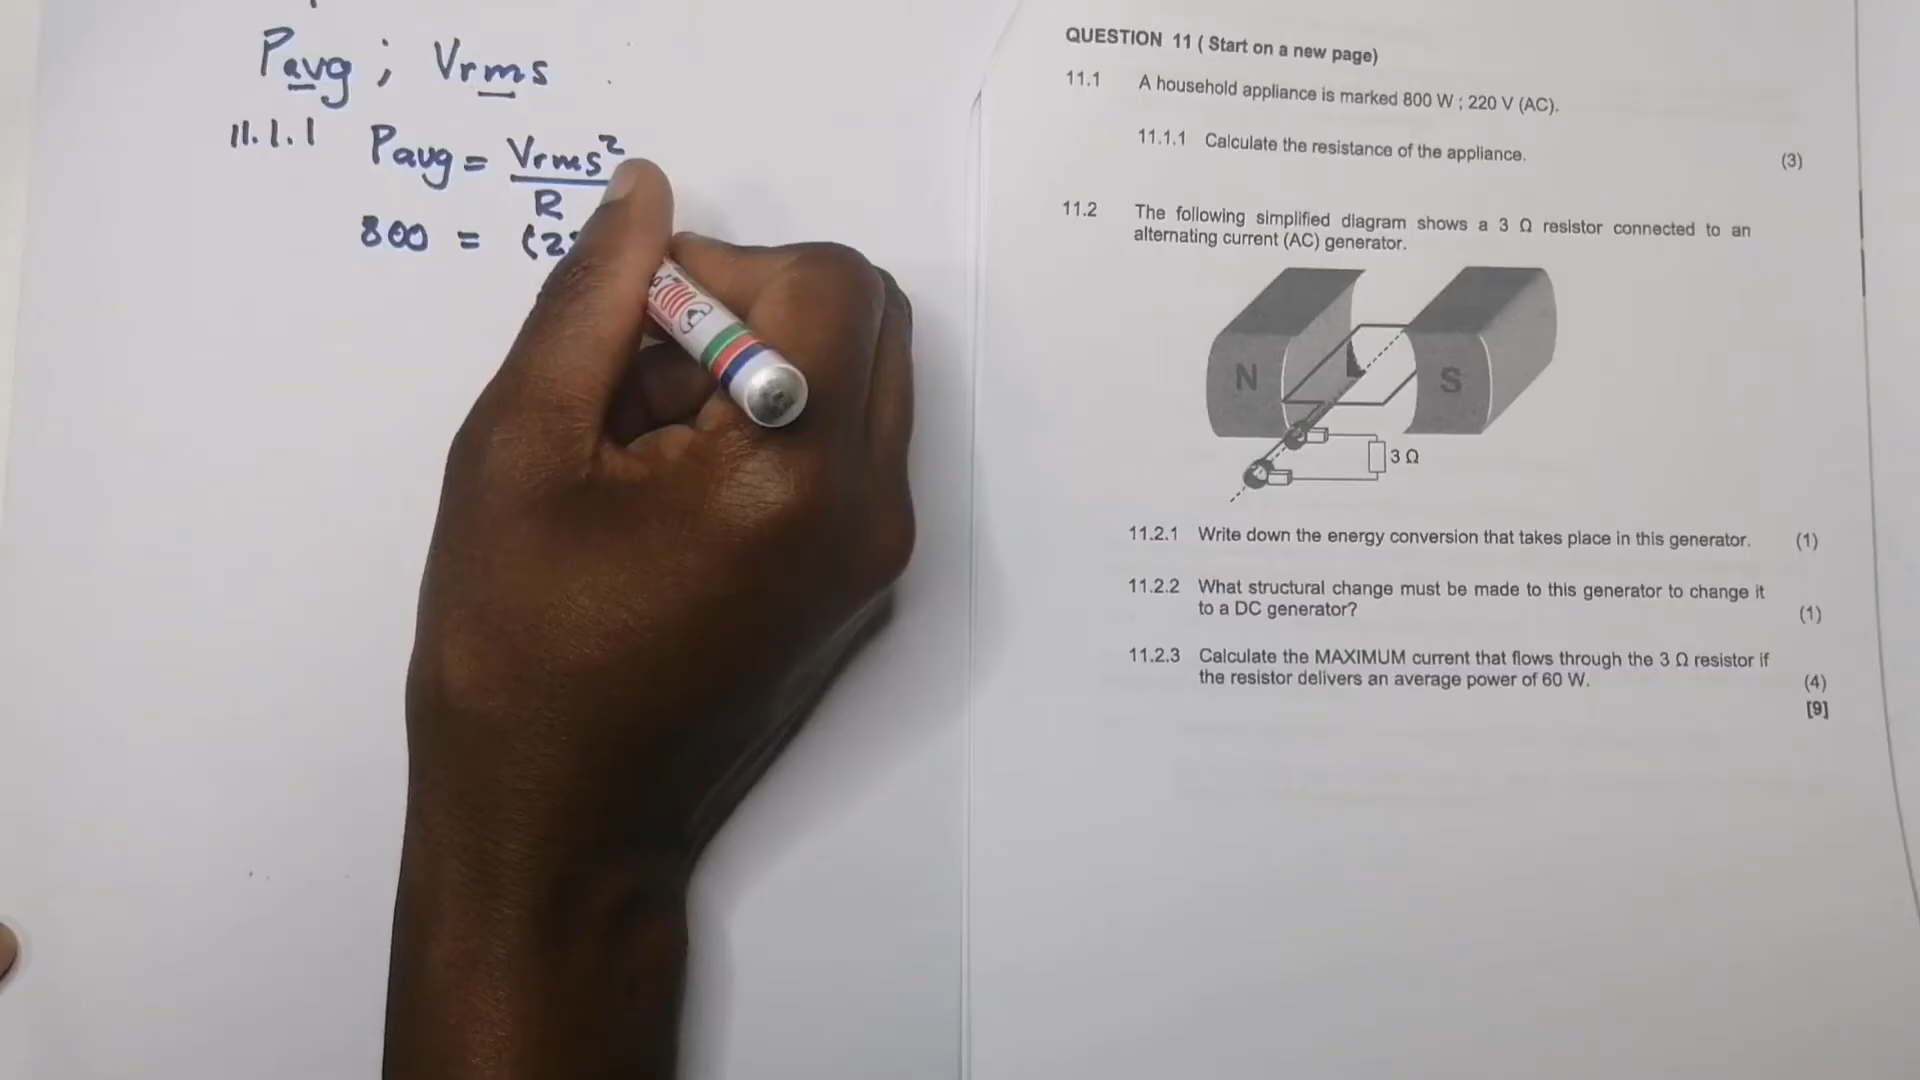 Pavg ; Vrms
11.1.1 Pavg = Vrms²
R
800 = (2
QUESTION 11 ( Start on a new page)
11.1 A household appliance is marked 800 W ; 220 V (AC).
11.1.1 Calculate the resistance of the appliance. (3)
11.2 The following simplified diagram shows a 3 Ω resistor connected to an
alternating current (AC) generator.
N S
3 Ω
11.2.1 Write down the energy conversion that takes place in this generator. (1)
11.2.2 What structural change must be made to this generator to change it
to a DC generator? (1)
11.2.3 Calculate the MAXIMUM current that flows through the 3 Ω resistor if
the resistor delivers an average power of 60 W. (4)
[9]